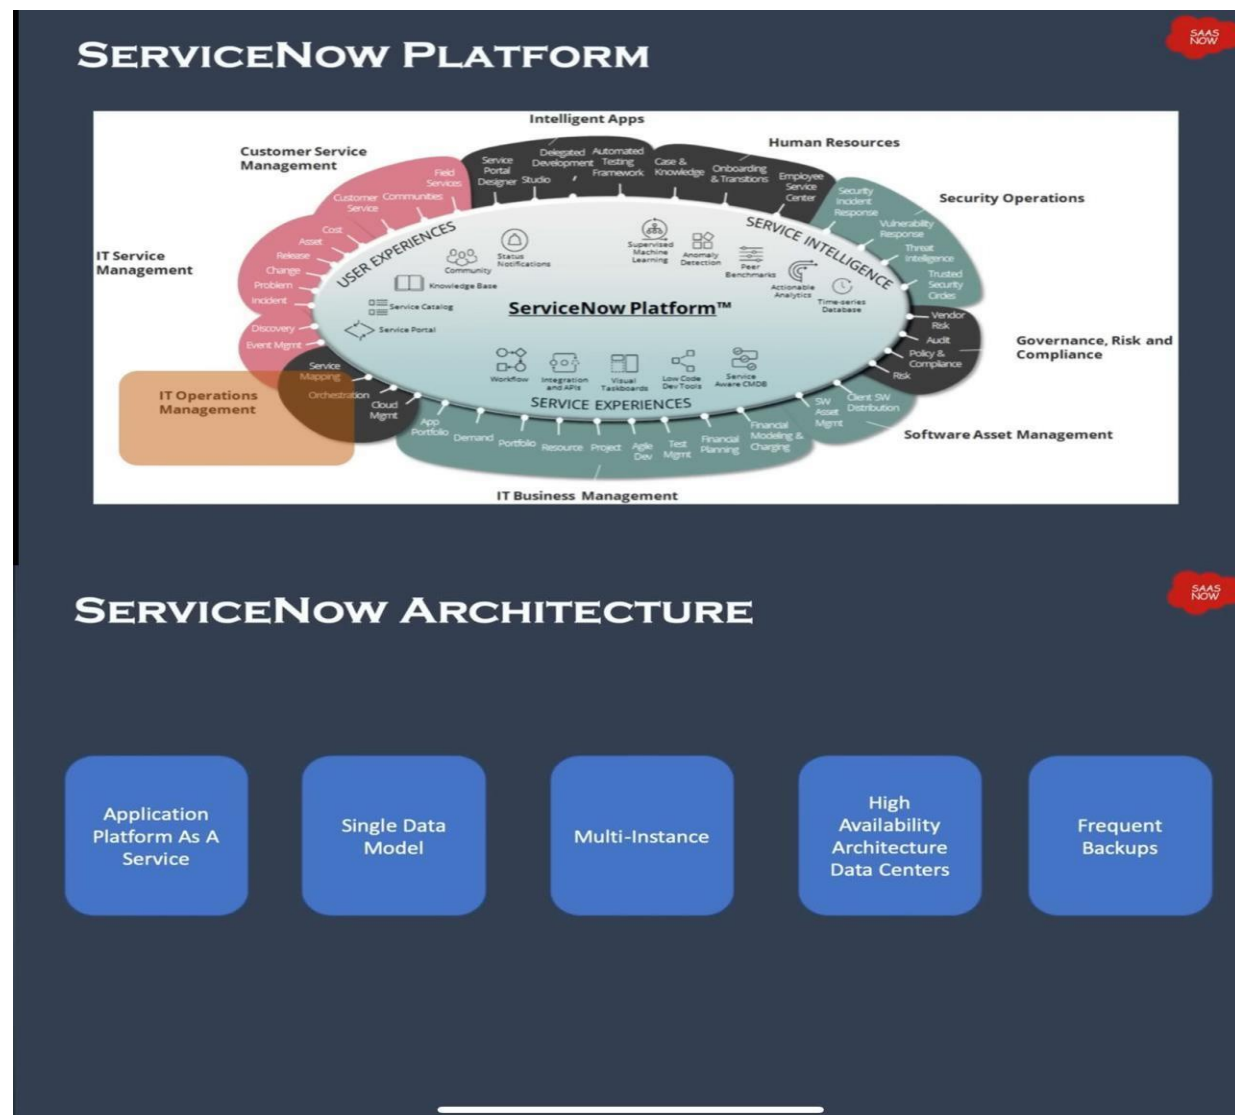 SERVICENOW PLATFORM
SAAS
NOW
Intelligent Apps
Customer Service
Management
Human Resources
Security Operations
IT Service
Management
Governance, Risk and
Compliance
IT Operations
Management
Software Asset Management
IT Business Management
Field
Services
Communities
Customer
Service
Cost
Asset
Release
Change
Problem
Incident
Discovery
Event Mgmt
Service
Mapping
Orchestration
Cloud
Mgmt
Service
Portal
Designer
Studio
Delegated
Development
,
Automated
Testing
Framework
Case &
Knowledge
Onboarding
& Transitions
Employee
Service
Center
Security
Incident
Response
Vulnerability
Response
Threat
Intelligence
Trusted
Security
Circles
Vendor
Risk
Audit
Policy &
Compliance
Risk
Client SW
Distribution
SW
Asset
Mgmt
App
Portfolio
Demand
Portfolio
Resource
Project
Agile
Dev
Test
Mgmt
Financial
Planning
Financial
Modeling &
Charging
USER EXPERIENCES
Status
Notifications
Community
Knowledge Base
Service Catalog
Service Portal
SERVICE INTELLIGENCE
Supervised
Machine
Learning
Anomaly
Detection
Peer
Benchmarks
Actionable
Analytics
Time-series
Database
ServiceNow Platform™
Workflow
Integration
and APIs
Visual
Taskboards
Low Code
Dev Tools
Service
Aware CMDB
SERVICE EXPERIENCES
SERVICENOW ARCHITECTURE
SAAS
NOW
Application
Platform As A
Service
Single Data
Model
Multi-Instance
High
Availability
Architecture
Data Centers
Frequent
Backups